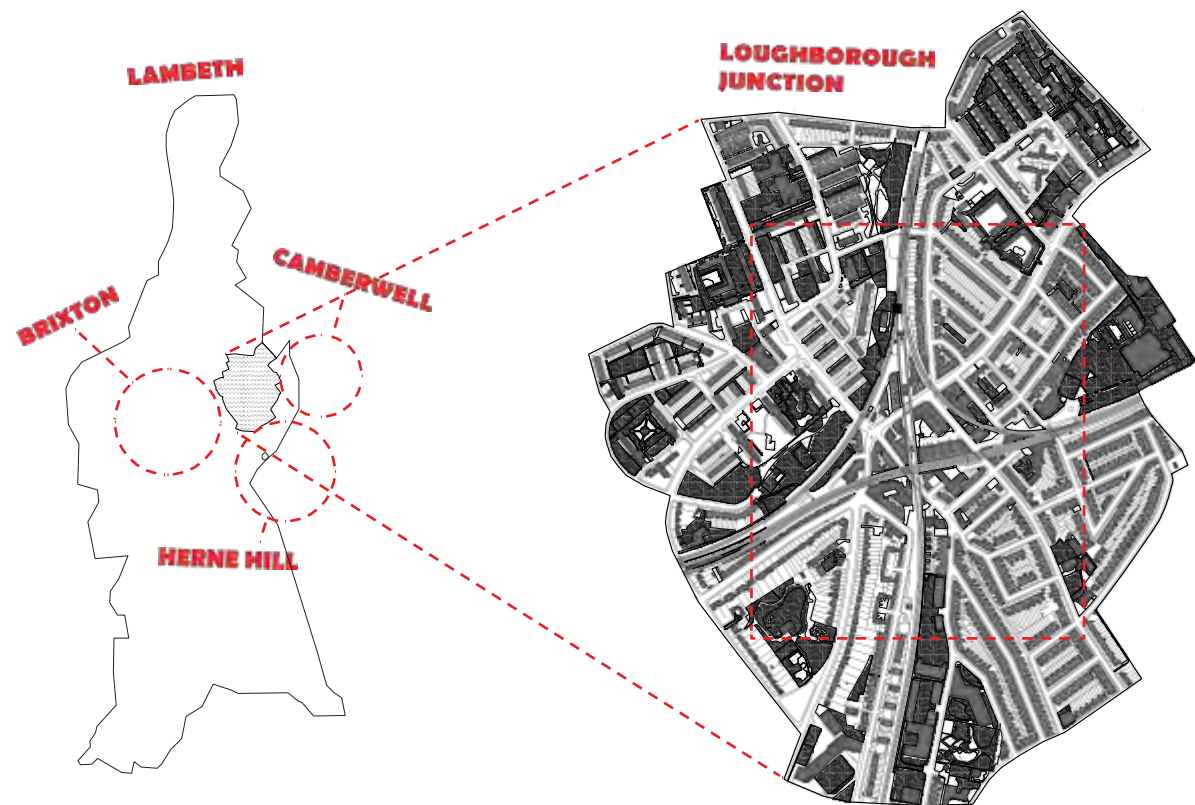 LAMBETH
LOUGHBOROUGH
JUNCTION
CAMBERWELL
BRIXTON
HERNE HILL